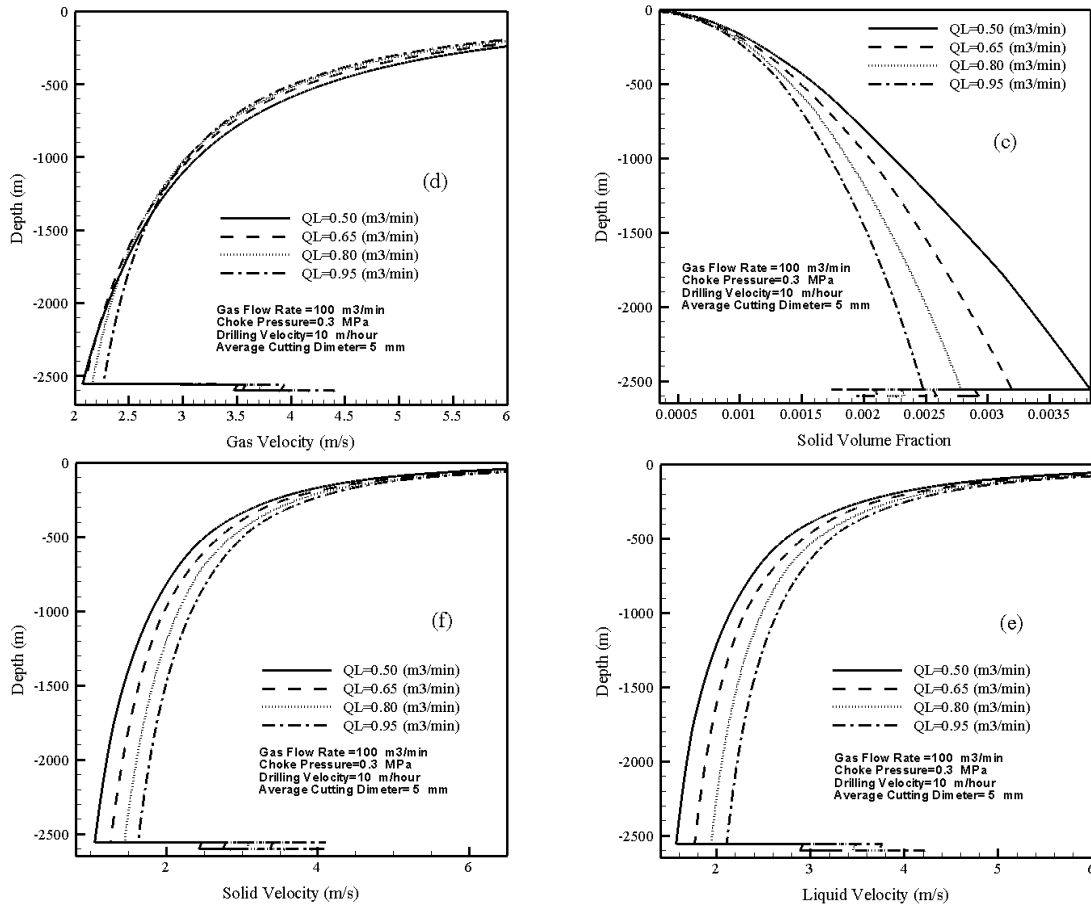 0
-500
-1000
-1500
-2000
-2500
Depth (m)
(d)
QL=0.50 (m3/min)
QL=0.65 (m3/min)
QL=0.80 (m3/min)
QL=0.95 (m3/min)
Gas Flow Rate =100 m3/min
Choke Pressure=0.3 MPa
Drilling Velocity=10 m/hour
Average Cutting Dimeter= 5 mm
2 2.5 3 3.5 4 4.5 5 5.5 6
Gas Velocity (m/s)
0
-500
-1000
-1500
-2000
-2500
Depth (m)
QL=0.50 (m3/min)
QL=0.65 (m3/min)
QL=0.80 (m3/min)
QL=0.95 (m3/min)
(c)
Gas Flow Rate =100 m3/min
Choke Pressure=0.3 MPa
Drilling Velocity=10 m/hour
Average Cutting Dimeter= 5 mm
0.0005 0.001 0.0015 0.002 0.0025 0.003 0.0035
Solid Volume Fraction
0
-500
-1000
-1500
-2000
-2500
Depth (m)
(f)
QL=0.50 (m3/min)
QL=0.65 (m3/min)
QL=0.80 (m3/min)
QL=0.95 (m3/min)
Gas Flow Rate =100 m3/min
Choke Pressure=0.3 MPa
Drilling Velocity=10 m/hour
Average Cutting Dimeter= 5 mm
2 4 6
Solid Velocity (m/s)
0
-500
-1000
-1500
-2000
-2500
Depth (m)
(e)
QL=0.50 (m3/min)
QL=0.65 (m3/min)
QL=0.80 (m3/min)
QL=0.95 (m3/min)
Gas Flow Rate =100 m3/min
Choke Pressure=0.3 MPa
Drilling Velocity=10 m/hour
Average Cutting Dimeter= 5 mm
2 3 4 5 6
Liquid Velocity (m/s)